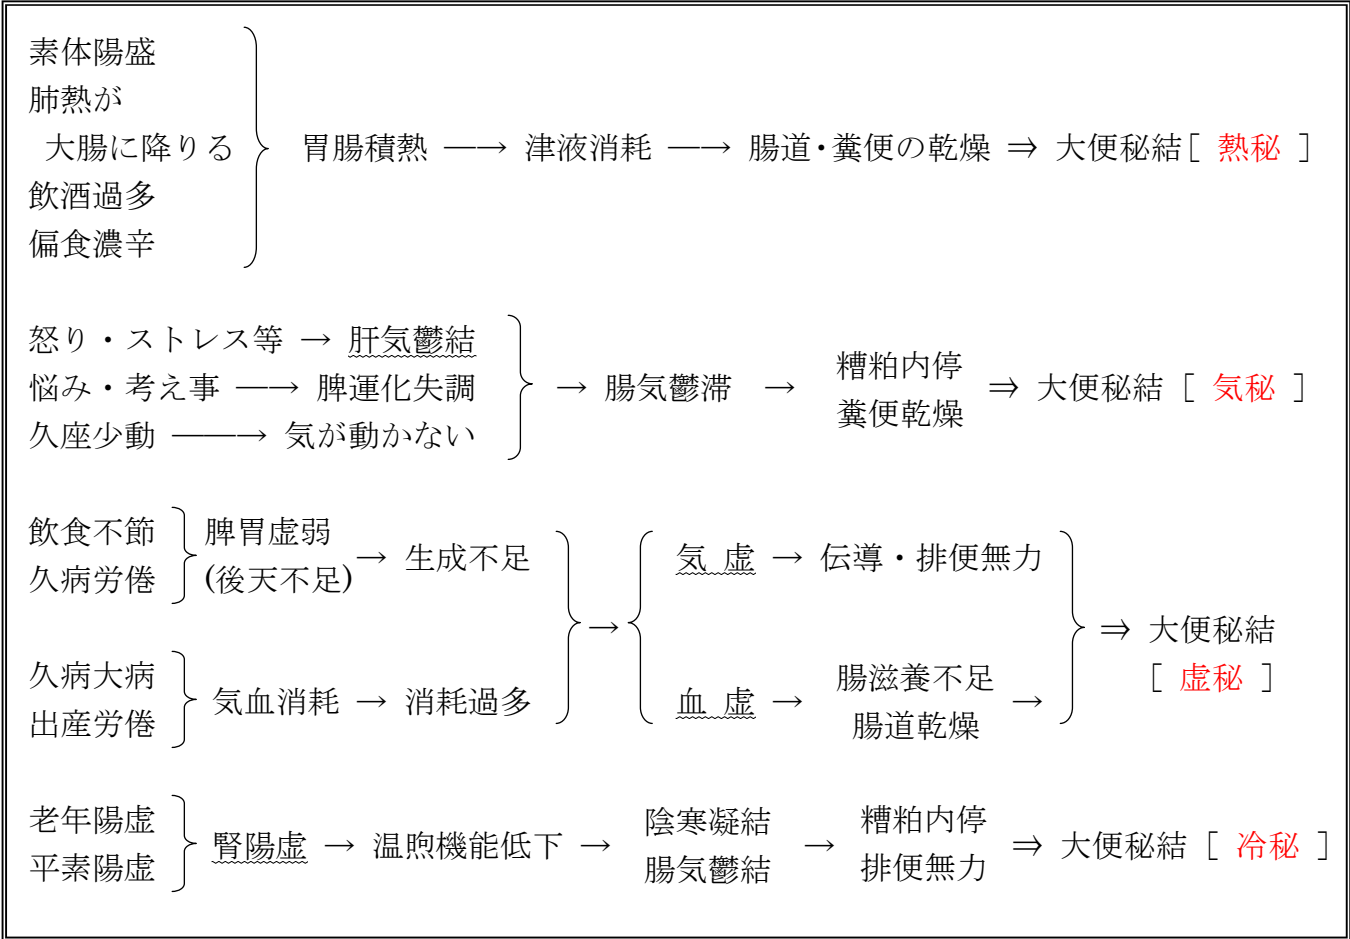 素体陽盛
肺熱が
大腸に降りる
飲酒過多
偏食濃辛
胃腸積熱 ―→ 津液消耗 ―→ 腸道・糞便の乾燥 ⇒ 大便秘結［ 熱秘 ］
怒り・ストレス等 → 肝気鬱結
悩み・考え事 ―→ 脾運化失調
久座少動 ――→ 気が動かない
→ 腸気鬱滞 →
糟粕内停
糞便乾燥
⇒ 大便秘結［ 気秘 ］
飲食不節
久病労倦
脾胃虚弱
(後天不足)
→ 生成不足
久病大病
出産労倦
気血消耗 → 消耗過多
→
気 虚 → 伝導・排便無力
血 虚 →
腸滋養不足
腸道乾燥
→
⇒ 大便秘結
［ 虚秘 ］
老年陽虚
平素陽虚
腎陽虚 → 温煦機能低下 →
陰寒凝結
腸気鬱結
→
糟粕内停
排便無力
⇒ 大便秘結［ 冷秘 ］